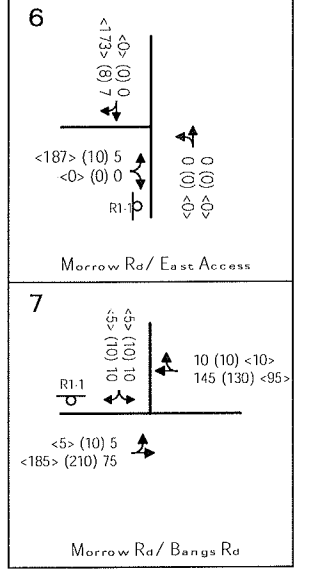 6
<0> (0) 0
<173> (8) 7
<187> (10) 5
<0> (0) 0
R1-1
0 (0) <0>
0 (0) <0>
Morrow Rd/ East Access
7
<5> (10) 10
<5> (10) 10
R1-1
10 (10) <10>
145 (130) <95>
<5> (10) 5
<185> (210) 75
Morrow Rd/ Bangs Rd